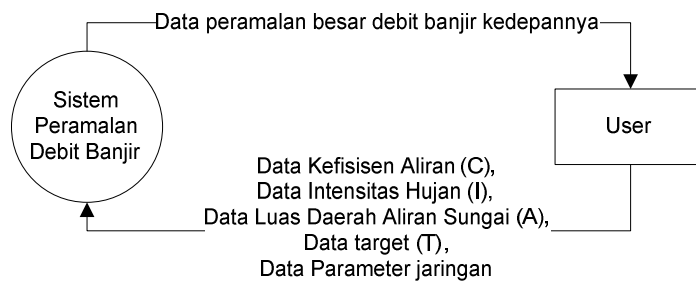 Data peramalan besar debit banjir kedepannya
Sistem
Peramalan
Debit Banjir
User
Data Kefisisen Aliran (C),
Data Intensitas Hujan (I),
Data Luas Daerah Aliran Sungai (A),
Data target (T),
Data Parameter jaringan